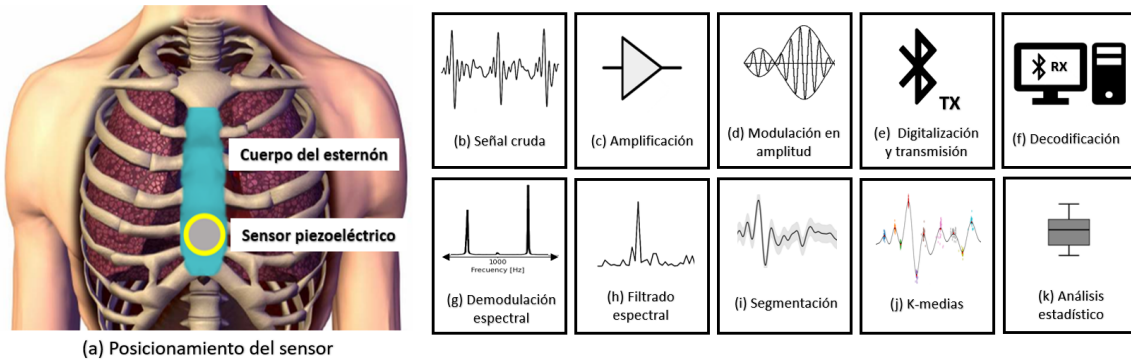 Cuerpo del esternón
Sensor piezoeléctrico
(a) Posicionamiento del sensor
(b) Señal cruda
(c) Amplificación
(d) Modulación en
amplitud
TX
(e) Digitalización
y transmisión
RX
(f) Decodificación
1000
Frecuency [Hz]
(g) Demodulación
espectral
(h) Filtrado
espectral
(i) Segmentación
(j) K-medias
(k) Análisis
estadístico